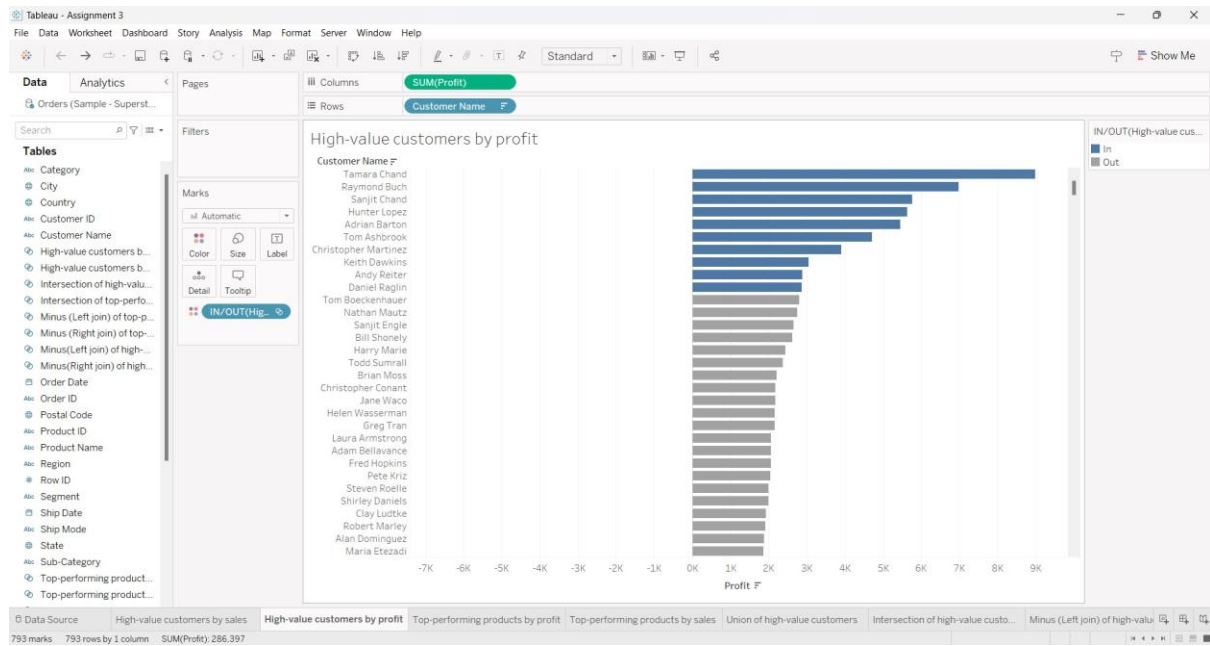 Tableau - Assignment 3
File Data Worksheet Dashboard Story Analysis Map Format Server Window Help
Standard
Show Me
Data Analytics
Orders (Sample - Superst...
Search
Tables
Abc Category
City
Country
Abc Customer ID
Abc Customer Name
High-value customers b...
High-value customers b...
Intersection of high-valu...
Intersection of top-perfo...
Minus (Left join) of top-p...
Minus (Right join) of top-...
Minus(Left join) of high-...
Minus(Right join) of high...
Order Date
Abc Order ID
Postal Code
Abc Product ID
Abc Product Name
Abc Region
# Row ID
Abc Segment
Ship Date
Abc Ship Mode
State
Abc Sub-Category
Top-performing product...
Top-performing product...
Pages
Filters
Marks
Automatic
Color Size Label
Detail Tooltip
IN/OUT(Hig..
Columns SUM(Profit)
Rows Customer Name
High-value customers by profit
Customer Name
Tamara Chand
Raymond Buch
Sanjit Chand
Hunter Lopez
Adrian Barton
Tom Ashbrook
Christopher Martinez
Keith Dawkins
Andy Reiter
Daniel Raglin
Tom Boeckenhauer
Nathan Mautz
Sanjit Engle
Bill Shonely
Harry Marie
Todd Sumrall
Brian Moss
Christopher Conant
Jane Waco
Helen Wasserman
Greg Tran
Laura Armstrong
Adam Bellavance
Fred Hopkins
Pete Kriz
Steven Roelle
Shirley Daniels
Clay Ludtke
Robert Marley
Alan Dominguez
Maria Etezadi
-7K -6K -5K -4K -3K -2K -1K 0K 1K 2K 3K 4K 5K 6K 7K 8K 9K
Profit
IN/OUT(High-value cus...
In
Out
Data Source High-value customers by sales High-value customers by profit Top-performing products by profit Top-performing products by sales Union of high-value customers Intersection of high-value custo... Minus (Left join) of high-valu
793 marks 793 rows by 1 column SUM(Profit): 286,397